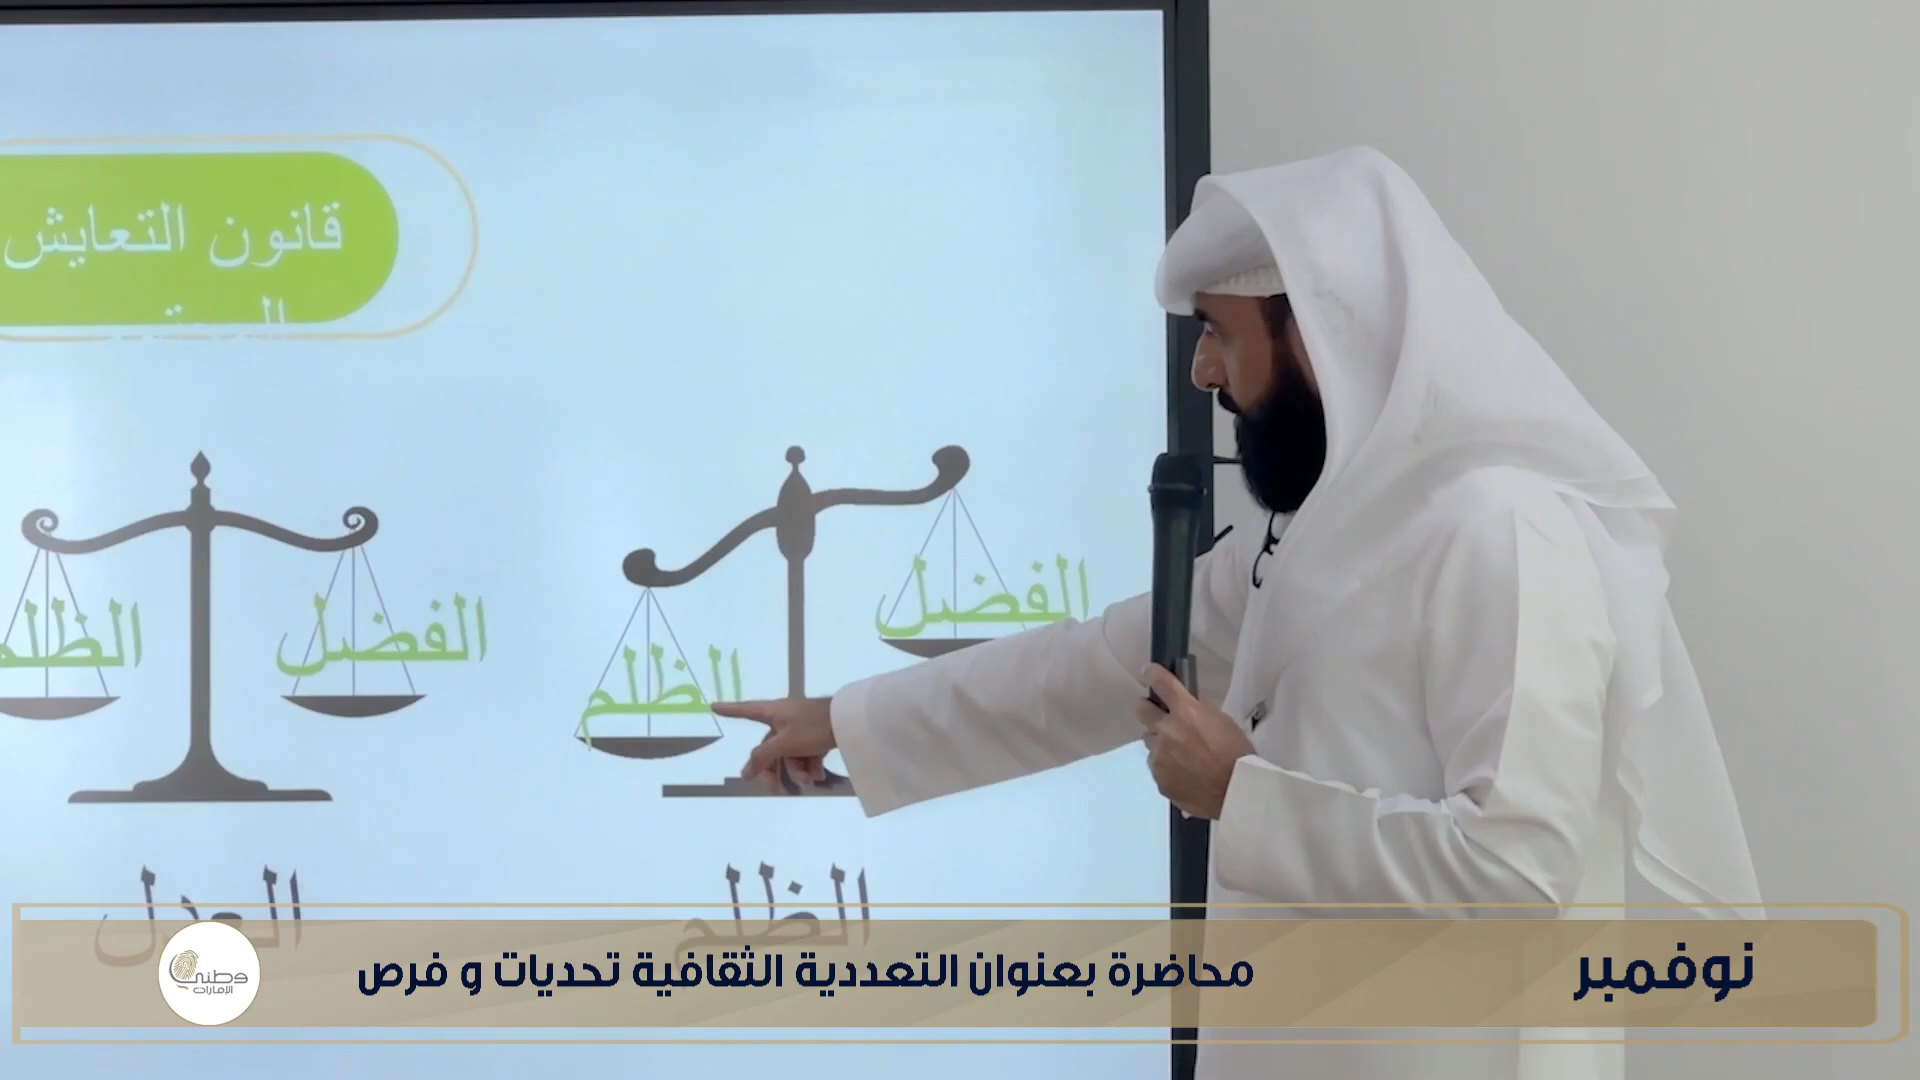 قانون التعايش
الفضل
الظلم
الفضل
الظلم
الظلم
العدل
نوفمبر
محاضرة بعنوان التعددية الثقافية تحديات و فرص
وطني
الإمارات